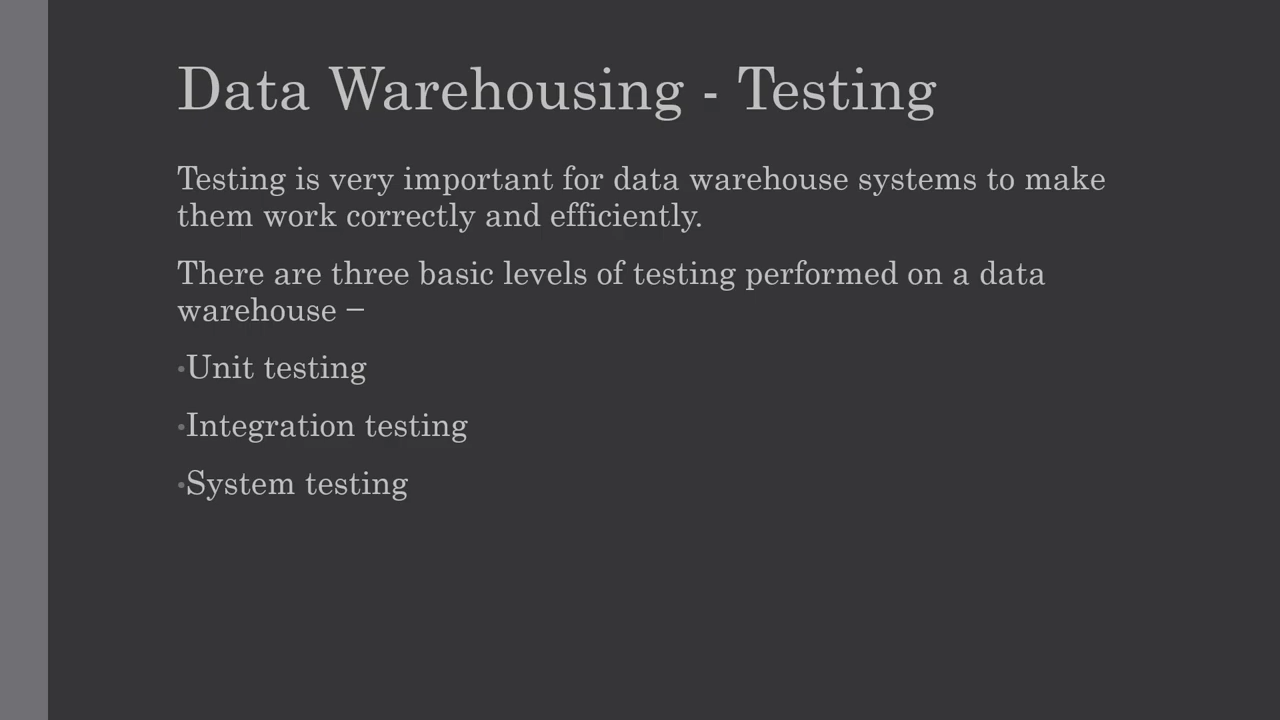 Data Warehousing - Testing
Testing is very important for data warehouse systems to make
them work correctly and efficiently.
There are three basic levels of testing performed on a data
warehouse −
•Unit testing
•Integration testing
•System testing